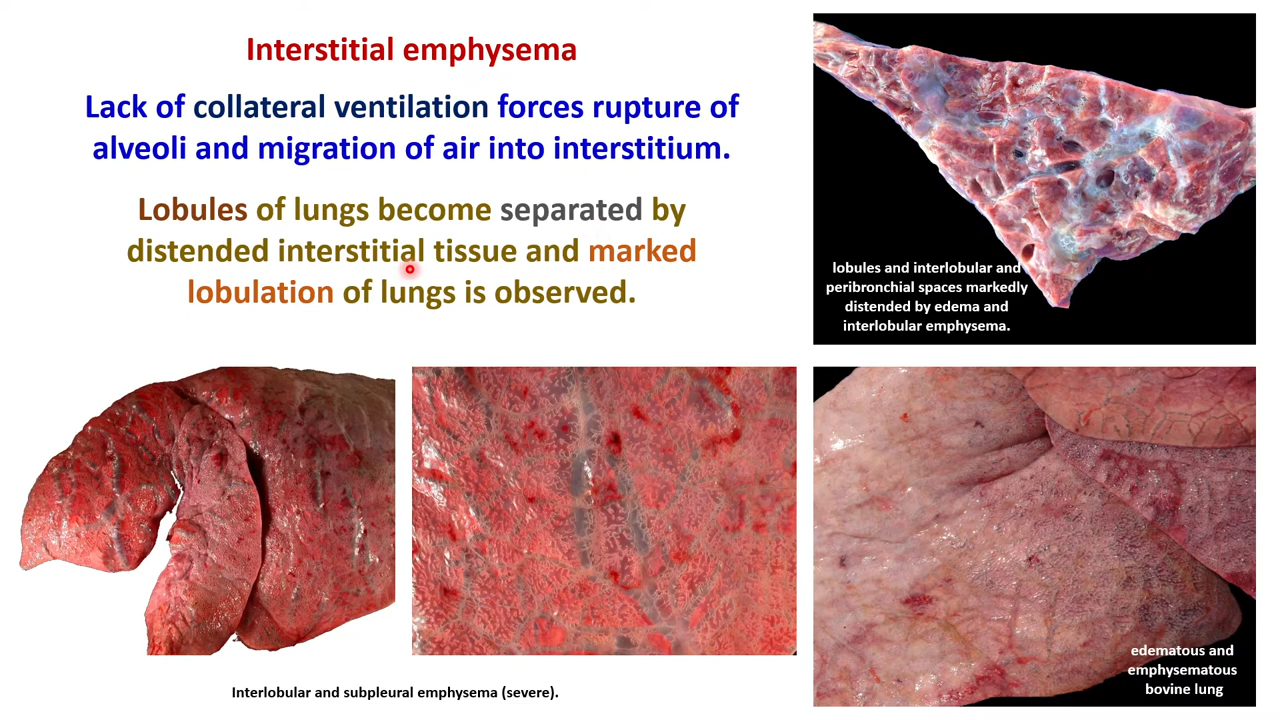 Interstitial emphysema
Lack of collateral ventilation forces rupture of
alveoli and migration of air into interstitium.
Lobules of lungs become separated by
distended interstitial tissue and marked
lobulation of lungs is observed.
lobules and interlobular and
peribronchial spaces markedly
distended by edema and
interlobular emphysema.
Interlobular and subpleural emphysema (severe).
edematous and
emphysematous
bovine lung